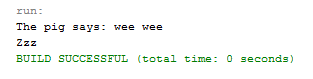 run:
The pig says: wee wee
Zzz
BUILD SUCCESSFUL (total time: 0 seconds)